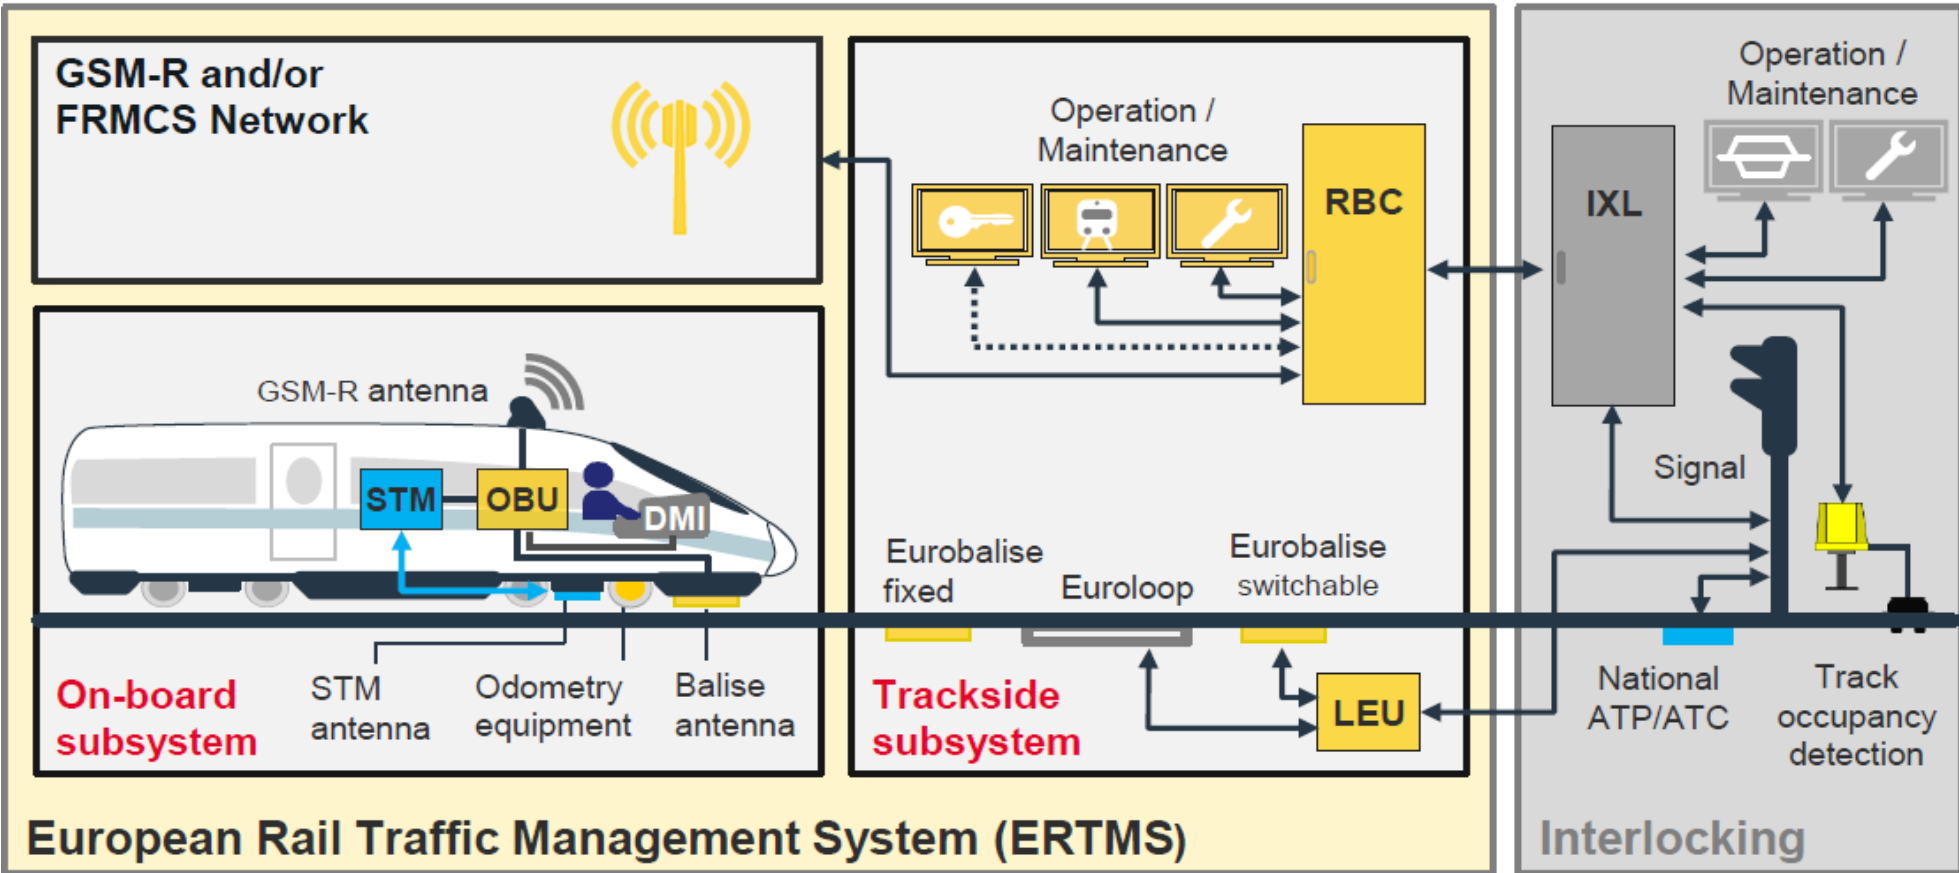 GSM-R and/or
FRMCS Network
GSM-R antenna
STM
OBU
DMI
On-board
subsystem
STM
antenna
Odometry
equipment
Balise
antenna
Operation /
Maintenance
RBC
Eurobalise
fixed
Euroloop
Eurobalise
switchable
Trackside
subsystem
LEU
European Rail Traffic Management System (ERTMS)
Operation /
Maintenance
IXL
Signal
National
ATP/ATC
Track
occupancy
detection
Interlocking